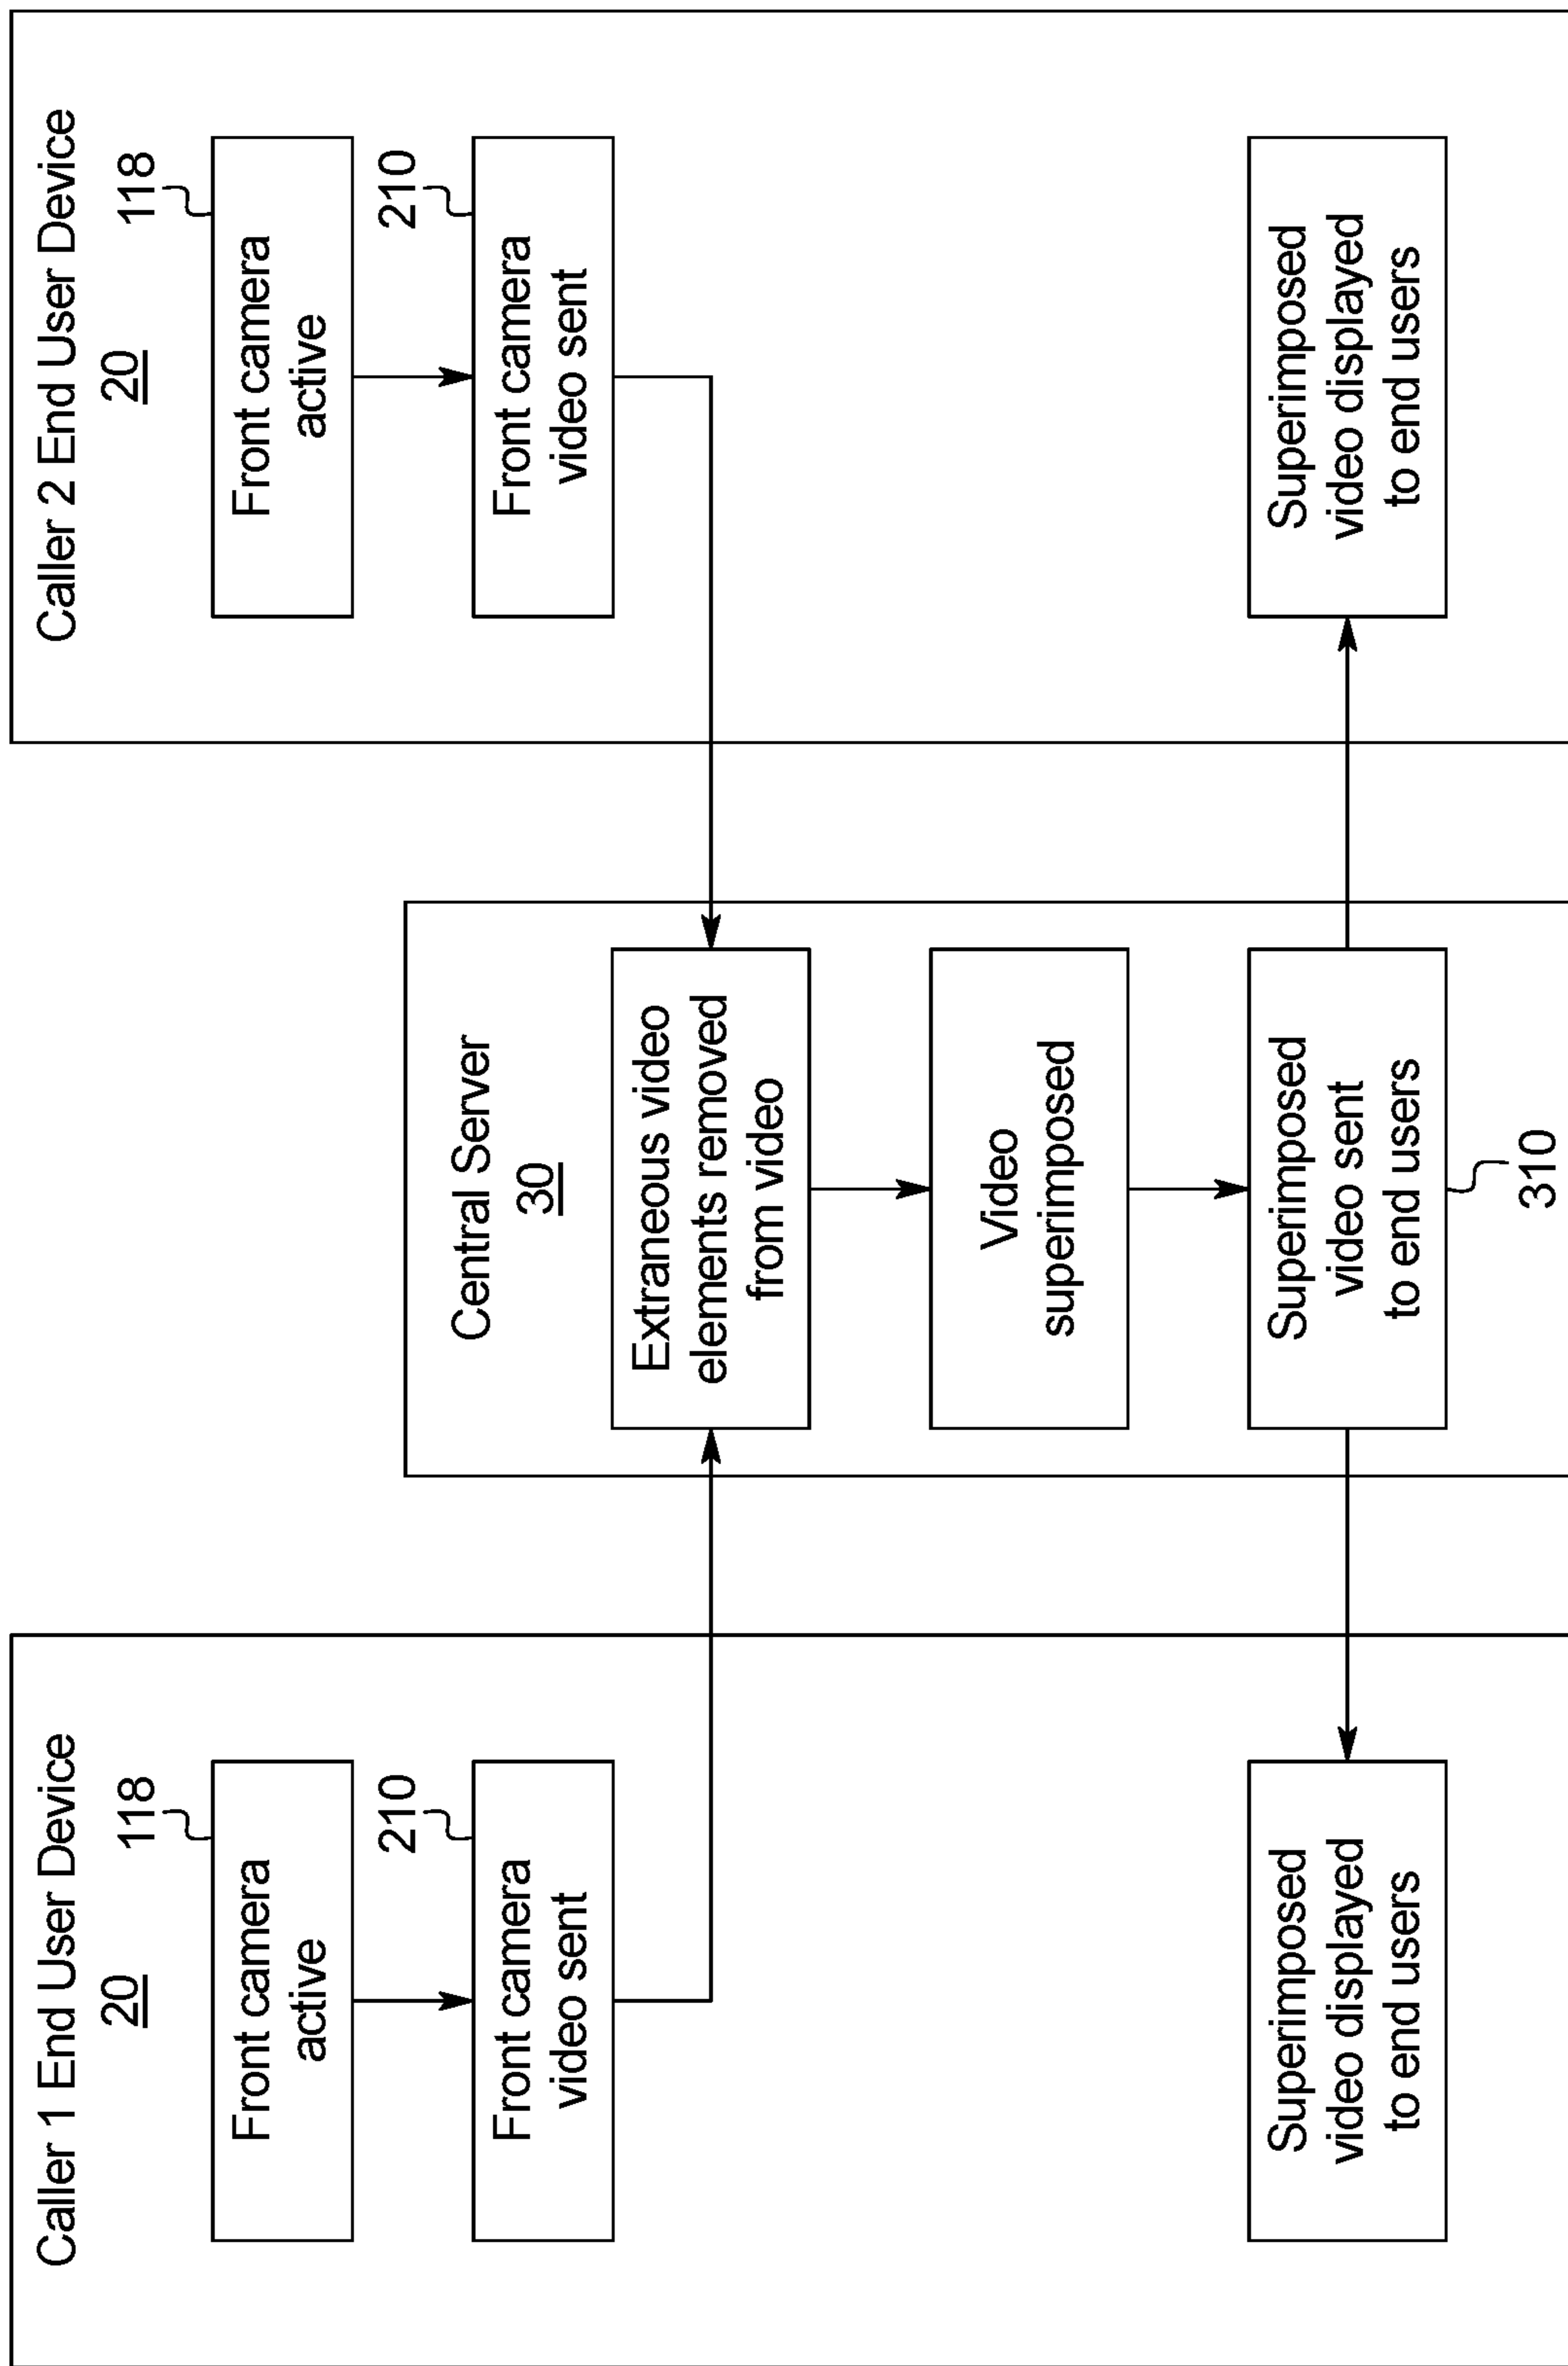 Caller 1 End User Device
20
118
Front camera
active
210
Front camera
video sent
Superimposed
video displayed
to end users
Central Server
30
Extraneous video
elements removed
from video
Video
superimposed
Superimposed
video sent
to end users
310
Caller 2 End User Device
20
118
Front camera
active
210
Front camera
video sent
Superimposed
video displayed
to end users